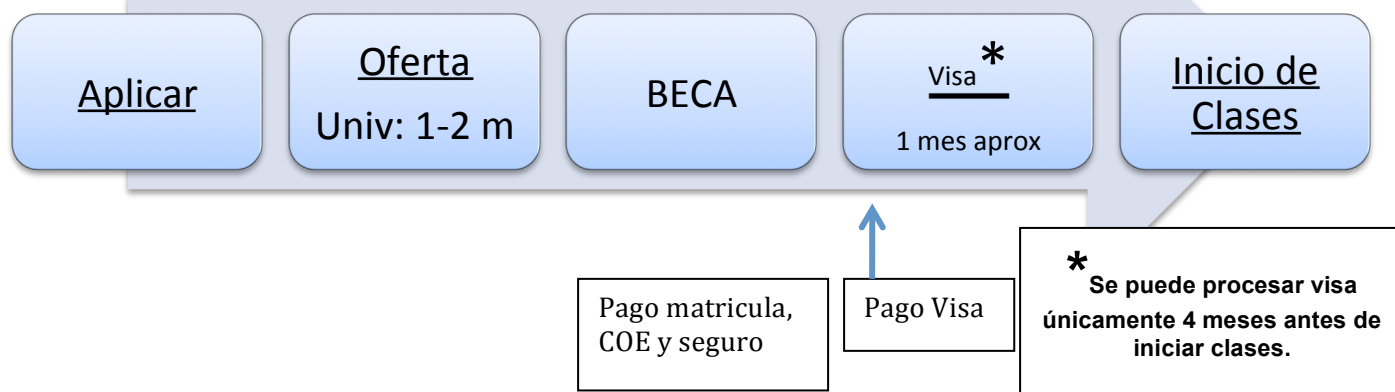 Aplicar
Oferta
Univ: 1-2 m
BECA
Visa *
1 mes aprox
Inicio de
Clases
Pago matricula,
COE y seguro
Pago Visa
* Se puede procesar visa
únicamente 4 meses antes de
iniciar clases.